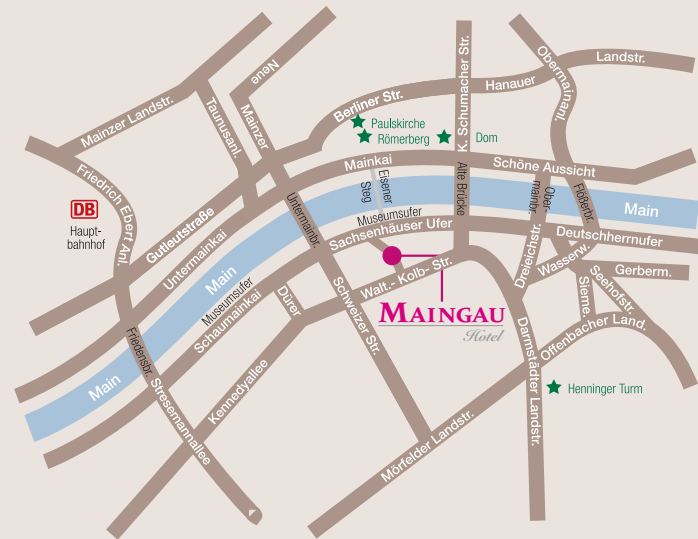 Mainzer Landstr.
Taunusanl.
Neue
Mainzer
Berliner Str.
K. Schumacher Str.
Hanauer
Landstr.
Obermainanl.
Paulskirche
Römerberg
Dom
Friedrich Ebert Anl.
DB
Haupt-
bahnhof
Gutleutstraße
Untermainkai
Mainkai
Schöne Aussicht
Untermainbr.
Eisener
Steg
Alte Brücke
Ober-
mainbr.
Flößerbr.
Main
Main
Main
Museumsufer
Sachsenhäuser Ufer
Deutschherrnufer
Museumsufer
Schaumainkai
Dürer
Walt.- Kolb- Str.
Schweizer Str.
Dreieichstr.
Wasserw.
Gerberm.
Seehofstr.
Sieme.
MAINGAU
Hotel
Friedensbr.
Stresemannallee
Kennedyallee
Mörfelder Landstr.
Darmstädter Landstr.
Offenbacher Land.
Henninger Turm